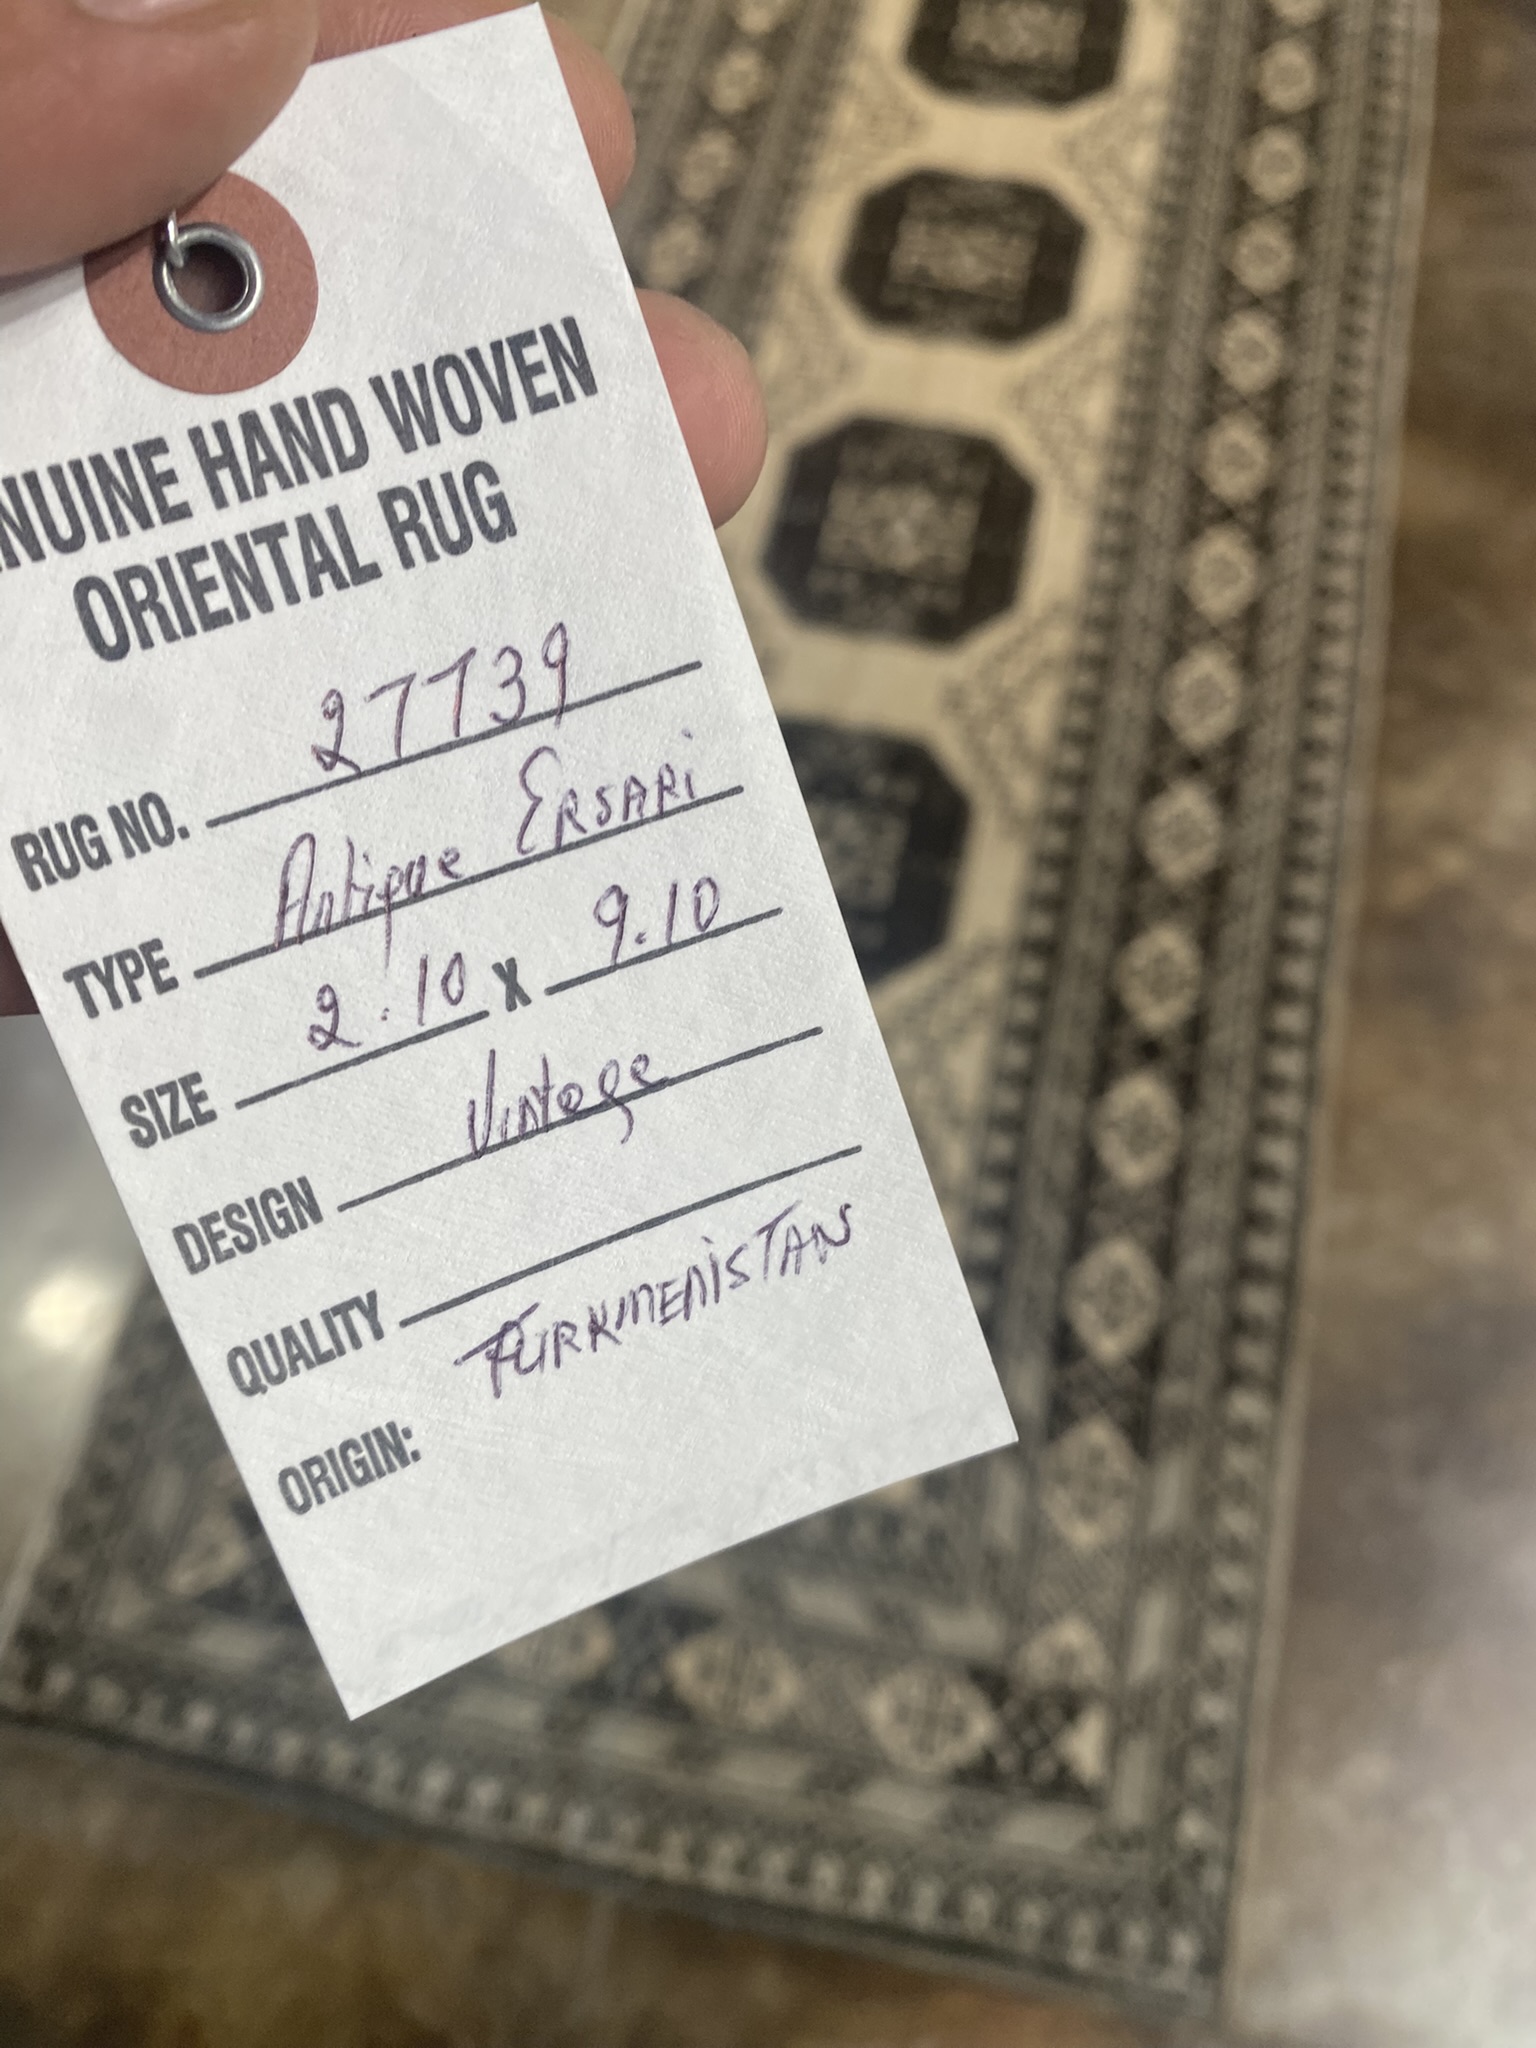 NUINE HAND WOVEN
ORIENTAL RUG
RUG NO. 27739
TYPE Antique ERSARi
SIZE 2.10 X 9.10
DESIGN Vintage
QUALITY
ORIGIN: TURKMENiSTAN